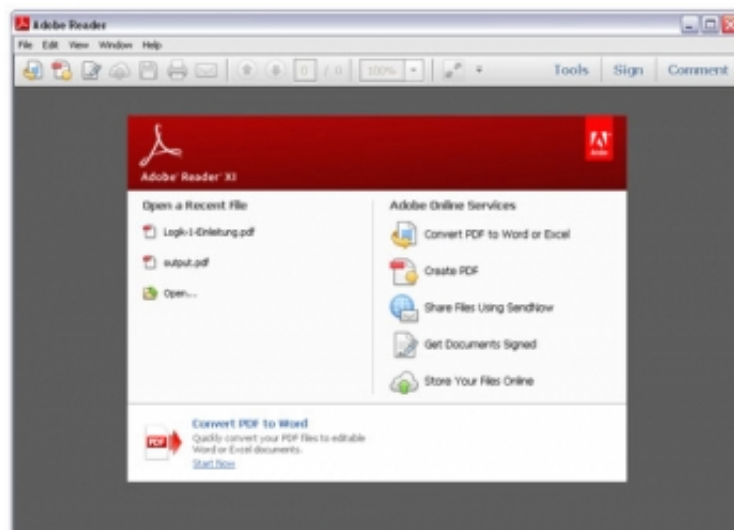 Adobe Reader
File Edit View Window Help
0 / 0 100% Tools Sign Comment
Adobe Reader XI
Adobe
Open a Recent File
Logik-1-Einleitung.pdf
output.pdf
Open...
Adobe Online Services
Convert PDF to Word or Excel
Create PDF
Share Files Using SendNow
Get Documents Signed
Store Your Files Online
PDF
Convert PDF to Word
Quickly convert your PDF files to editable
Word or Excel documents.
Start Now